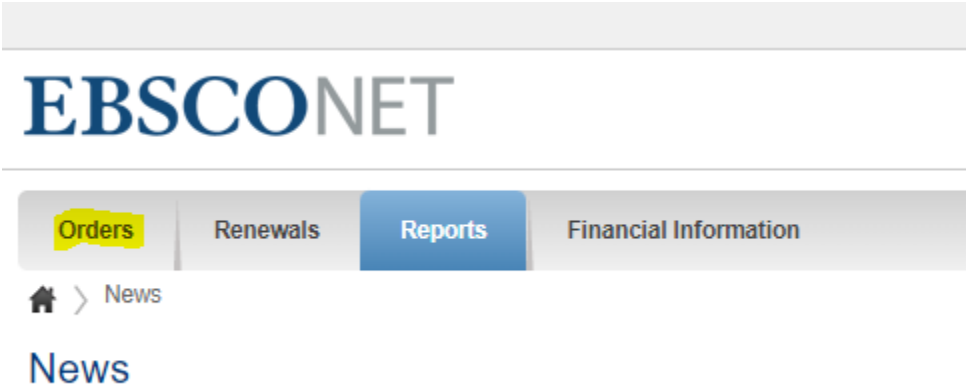 EBSCONET
Orders Renewals Reports Financial Information
News
News